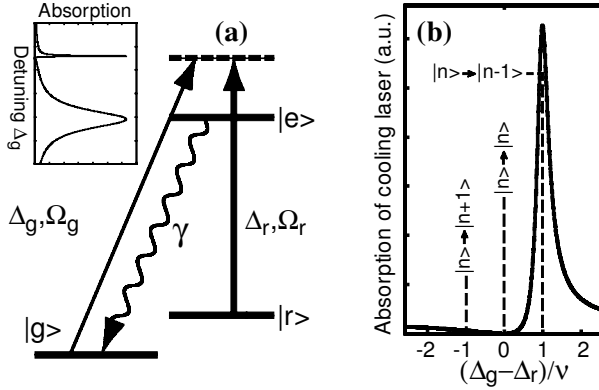 Absorption
Detuning Δg
(a)
|e>
Δg,Ωg
γ
Δr,Ωr
|g>
|r>
(b)
Absorption of cooling laser (a.u.)
|n>→|n-1>
|n>→|n>
|n>→|n+1>
-2 -1 0 1 2
(Δg−Δr)/ν